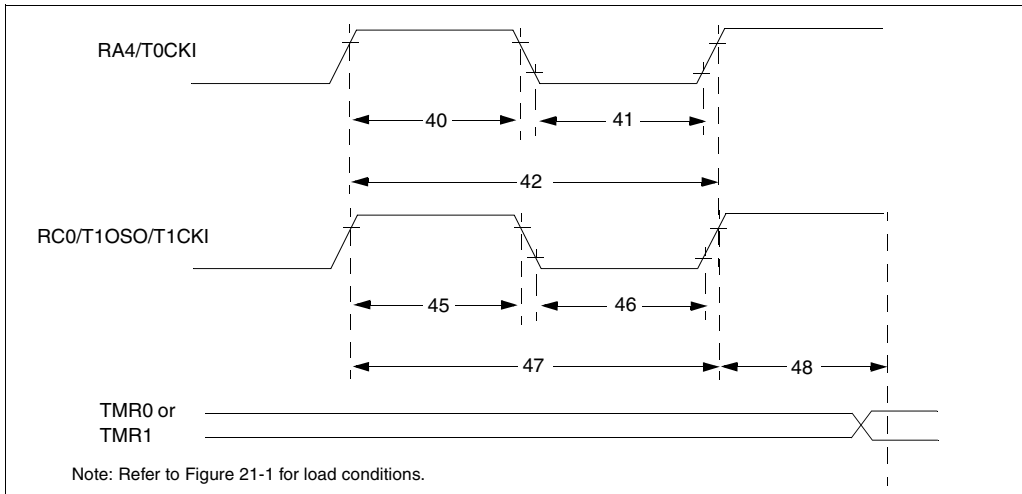 RA4/T0CKI
40
41
42
RC0/T1OSO/T1CKI
45
46
47
48
TMR0 or
TMR1
Note: Refer to Figure 21-1 for load conditions.